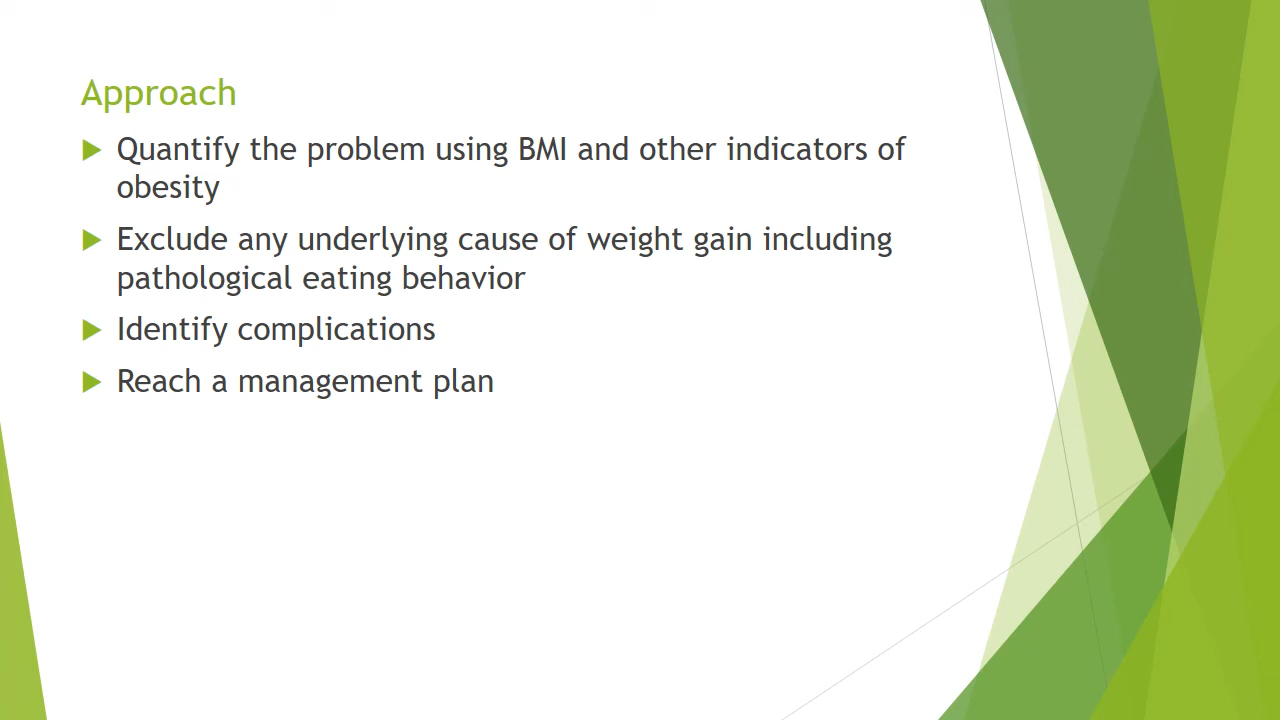 Approach
Quantify the problem using BMI and other indicators of
obesity
Exclude any underlying cause of weight gain including
pathological eating behavior
Identify complications
Reach a management plan